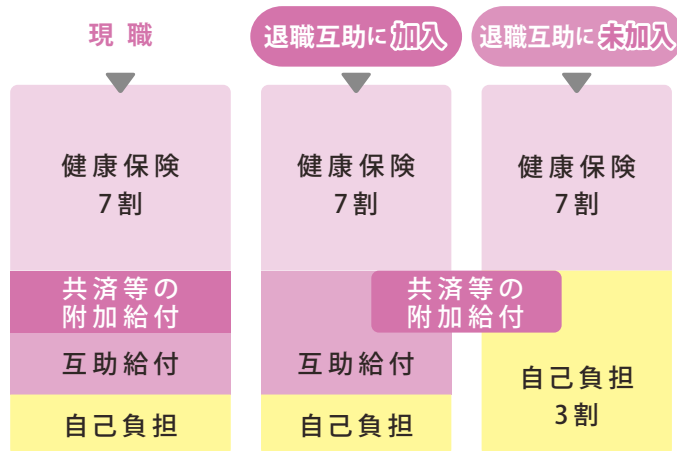 現職
退職互助に加入
退職互助に未加入
健康保険
7割
共済等の
附加給付
互助給付
自己負担
健康保険
7割
互助給付
自己負担
共済等の
附加給付
健康保険
7割
自己負担
3割